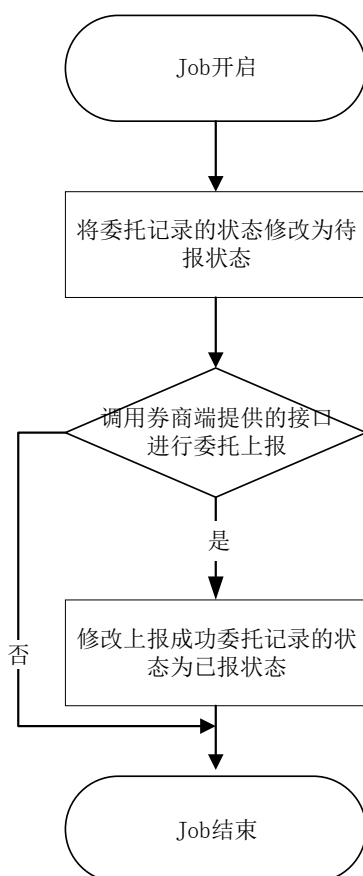 Job开启
将委托记录的状态修改为待
报状态
调用券商端提供的接口
进行委托上报
是
修改上报成功委托记录的状
态为已报状态
否
Job结束